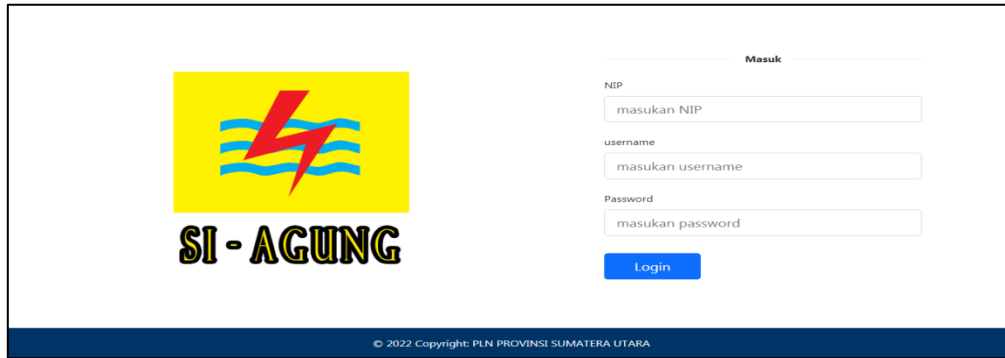 SI - AGUNG
Masuk
NIP
masukan NIP
username
masukan username
Password
masukan password
Login
© 2022 Copyright: PLN PROVINSI SUMATERA UTARA